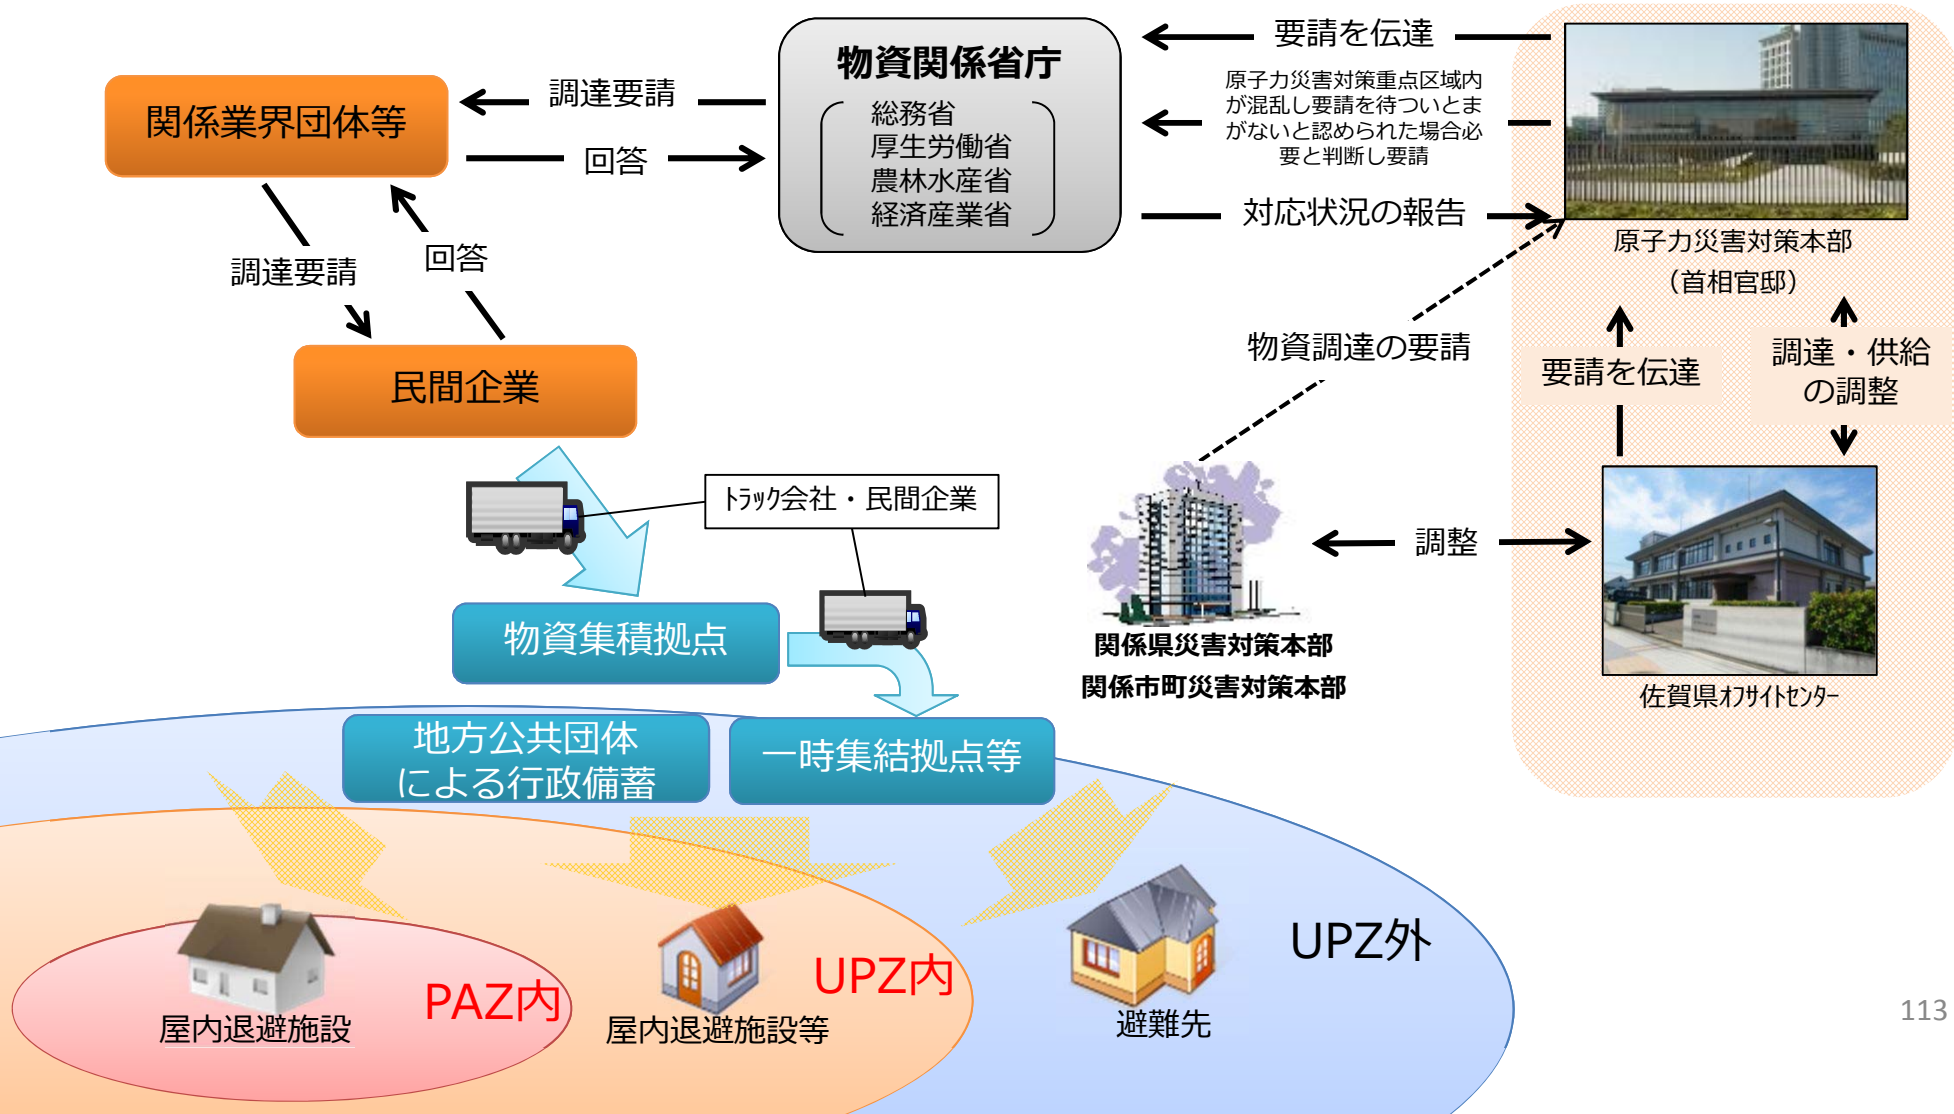 物資関係省庁
総務省
厚生労働省
農林水産省
経済産業省
要請を伝達
原子力災害対策重点区域内
が混乱し要請を待ついとま
がないと認められた場合必
要と判断し要請
対応状況の報告
関係業界団体等
調達要請
回答
調達要請
回答
民間企業
原子力災害対策本部
（首相官邸）
物資調達の要請
要請を伝達
調達・供給
の調整
ﾄﾗｯｸ会社・民間企業
調整
物資集積拠点
関係県災害対策本部
関係市町災害対策本部
佐賀県ｵﾌｻｲﾄｾﾝﾀｰ
地方公共団体
による行政備蓄
一時集結拠点等
UPZ外
UPZ内
PAZ内
屋内退避施設
屋内退避施設等
避難先
113